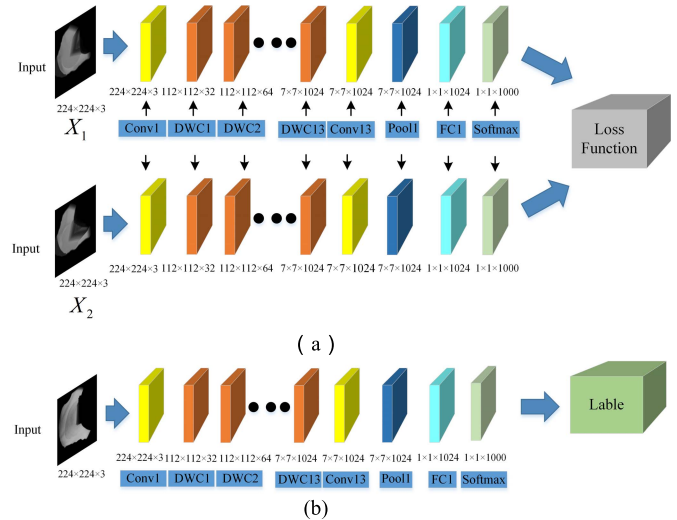 Input
224×224×3
X1
224×224×3 112×112×32 112×112×64 7×7×1024 7×7×1024 7×7×1024 1×1×1024 1×1×1000
Conv1 DWC1 DWC2 DWC13 Conv13 Pool1 FC1 Softmax
Loss
Function
Input
224×224×3
X2
224×224×3 112×112×32 112×112×64 7×7×1024 7×7×1024 7×7×1024 1×1×1024 1×1×1000
( a )
Input
224×224×3
224×224×3 112×112×32 112×112×64 7×7×1024 7×7×1024 7×7×1024 1×1×1024 1×1×1000
Conv1 DWC1 DWC2 DWC13 Conv13 Pool1 FC1 Softmax
Lable
(b)